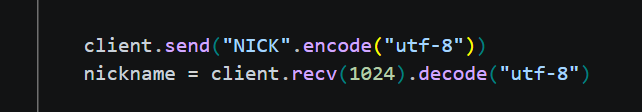 client.send("NICK".encode("utf-8"))
nickname = client.recv(1024).decode("utf-8")